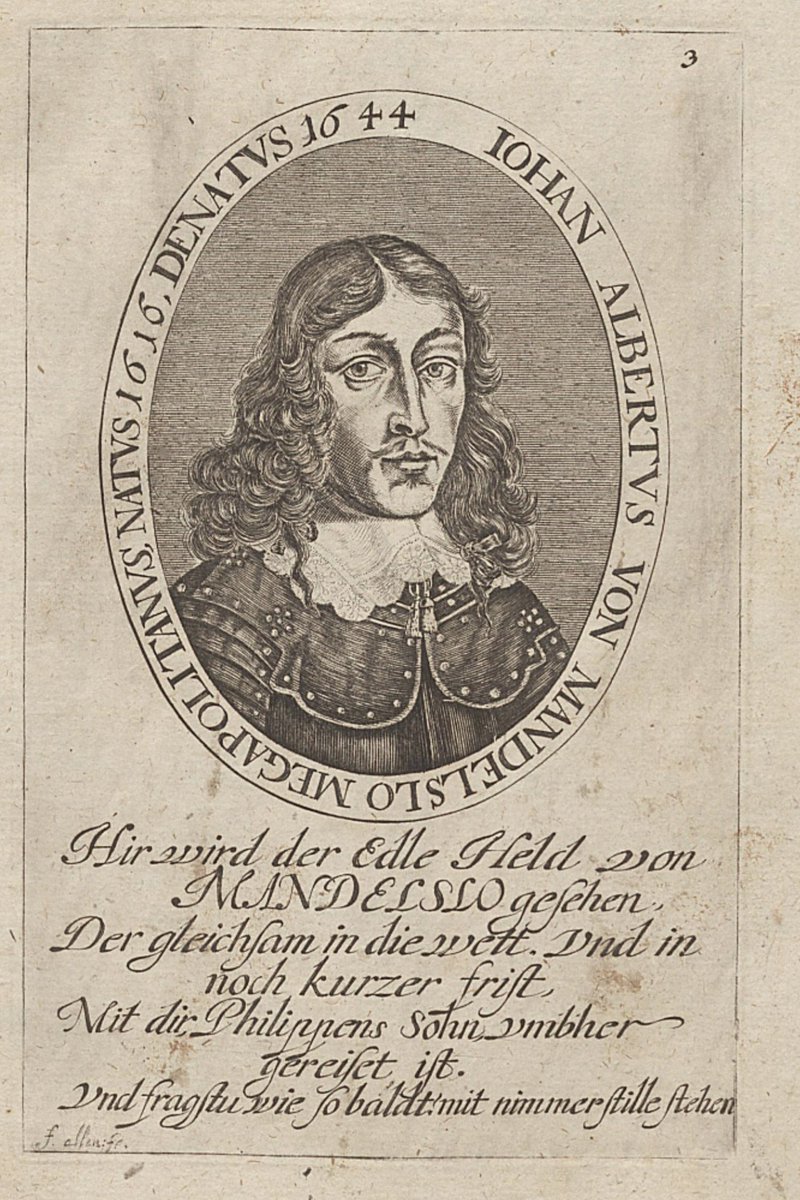 3
IOHAN ALBERTVS VON MANDELSLO MEGAPOLITANVS, NATVS 1616, DENATVS 1644
Hir wird der Edle Held von
MANDELSLO geſehen,
Der gleichſam in die wett. Vnd in
noch kurzer friſt,
Mit dir, Philippens Sohn, vmbher
gereiſet iſt.
Vnd fragſtu wie ſo baldt: mit nimmer ſtille ſtehen
f. allen: fe.